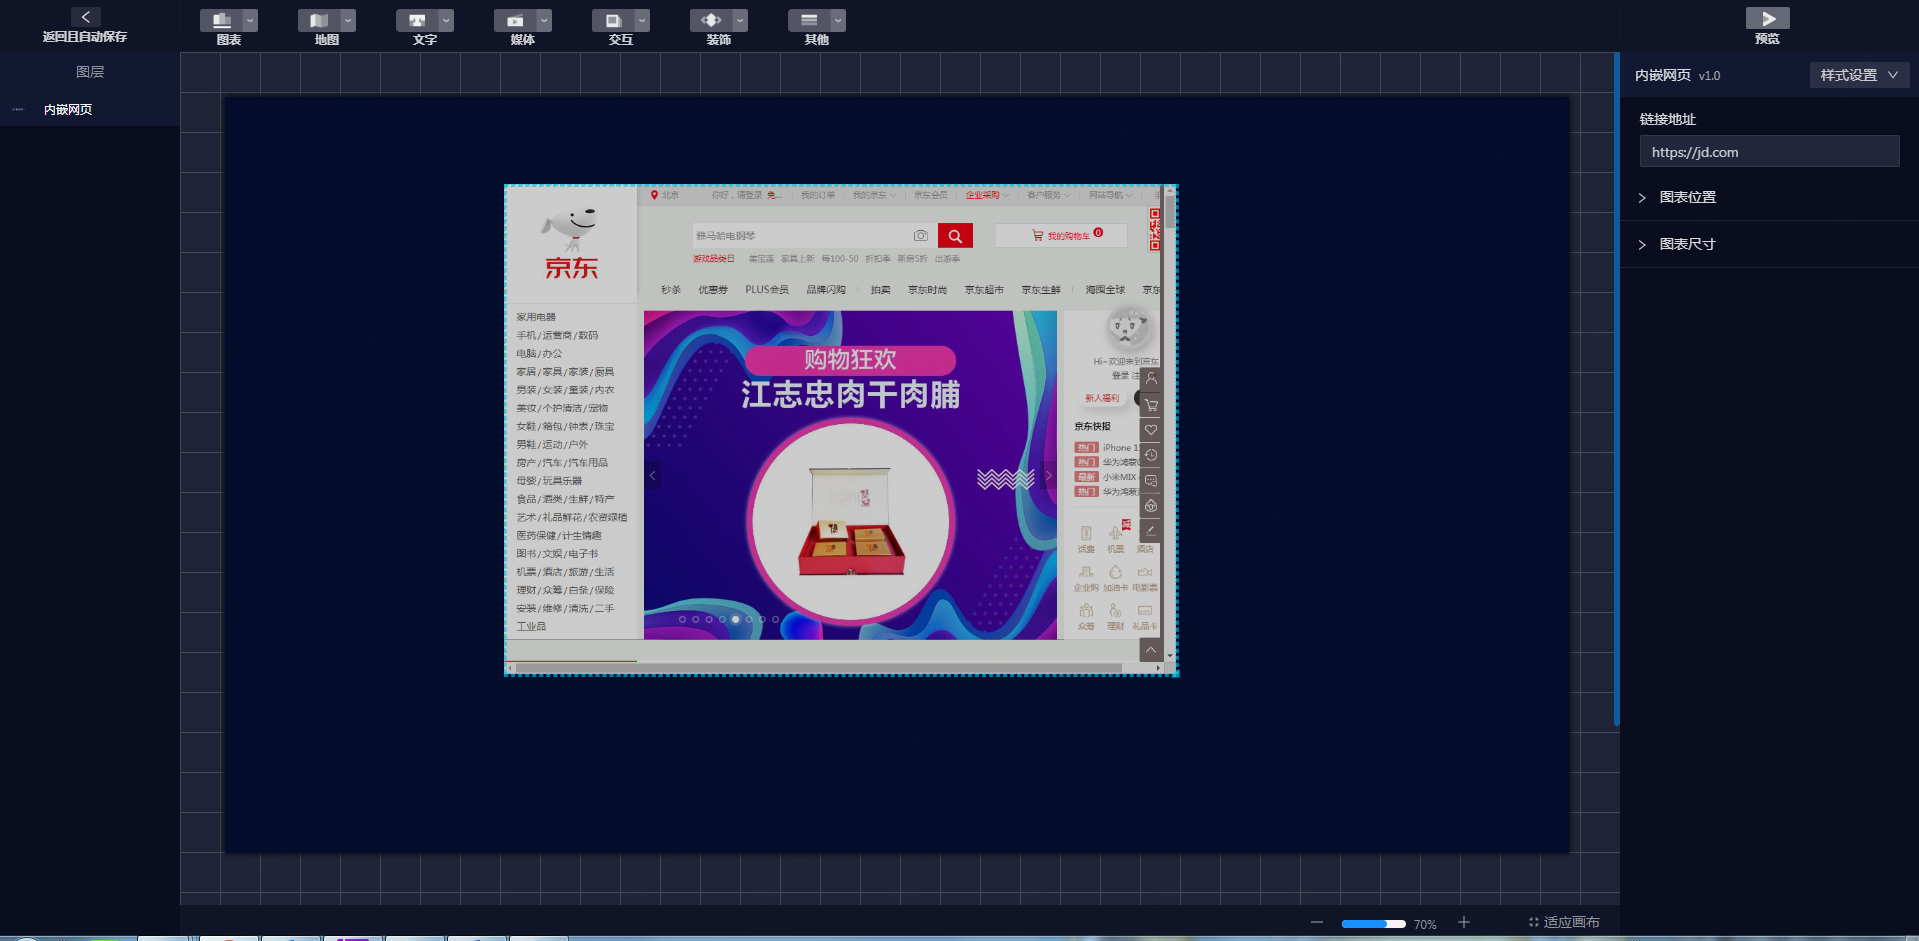 返回且自动保存
图表
地图
文字
媒体
交互
装饰
其他
预览
图层
内嵌网页
内嵌网页 v1.0
样式设置
链接地址
https://jd.com
图表位置
图表尺寸
京东
北京
你好，请登录 免...
我的订单
我的京东
京东会员
企业采购
客户服务
网站导航
雅马哈电钢琴
我的购物车 0
游戏品类日 美宝莲 家具上新 每100-50 折扣季 新房5折 出游季
秒杀 优惠券 PLUS会员 品牌闪购 拍卖 京东时尚 京东超市 京东生鲜 海囤全球 京东
家用电器
手机/运营商/数码
电脑/办公
家居/家具/家装/厨具
男装/女装/童装/内衣
美妆/个护清洁/宠物
女鞋/箱包/钟表/珠宝
男鞋/运动/户外
房产/汽车/汽车用品
母婴/玩具乐器
食品/酒类/生鲜/特产
艺术/礼品鲜花/农资绿植
医药保健/计生情趣
图书/文娱/电子书
机票/酒店/旅游/生活
理财/众筹/白条/保险
安装/维修/清洗/二手
工业品
购物狂欢
江志忠肉干肉脯
Hi~欢迎来到京东
登录 注
新人福利
京东快报
热门 iPhone 1
热门 华为鸿蒙
最新 小米MIX
热门 华为鸿蒙
话费 机票 酒店
企业购 加油卡 电影票
众筹 理财 礼品卡
70%
适应画布